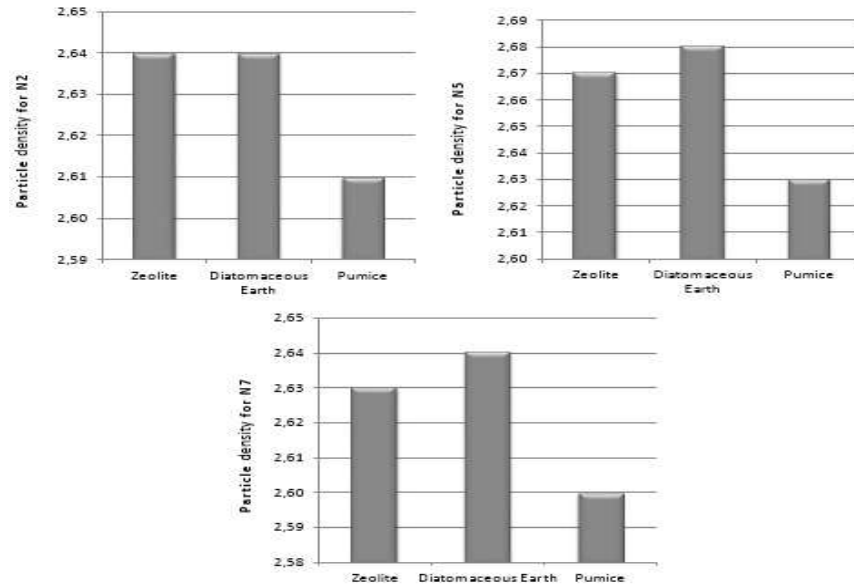 Particle density for N2
2,65
2,64
2,63
2,62
2,61
2,60
2,59
Zeolite
Diatomaceous
Earth
Pumice
Particle density for N5
2,69
2,68
2,67
2,66
2,65
2,64
2,63
2,62
2,61
2,60
Zeolite
Diatomaceous
Earth
Pumice
Particle density for N7
2,65
2,64
2,63
2,62
2,61
2,60
2,59
2,58
Zeolite
Diatomaceous Earth
Pumice